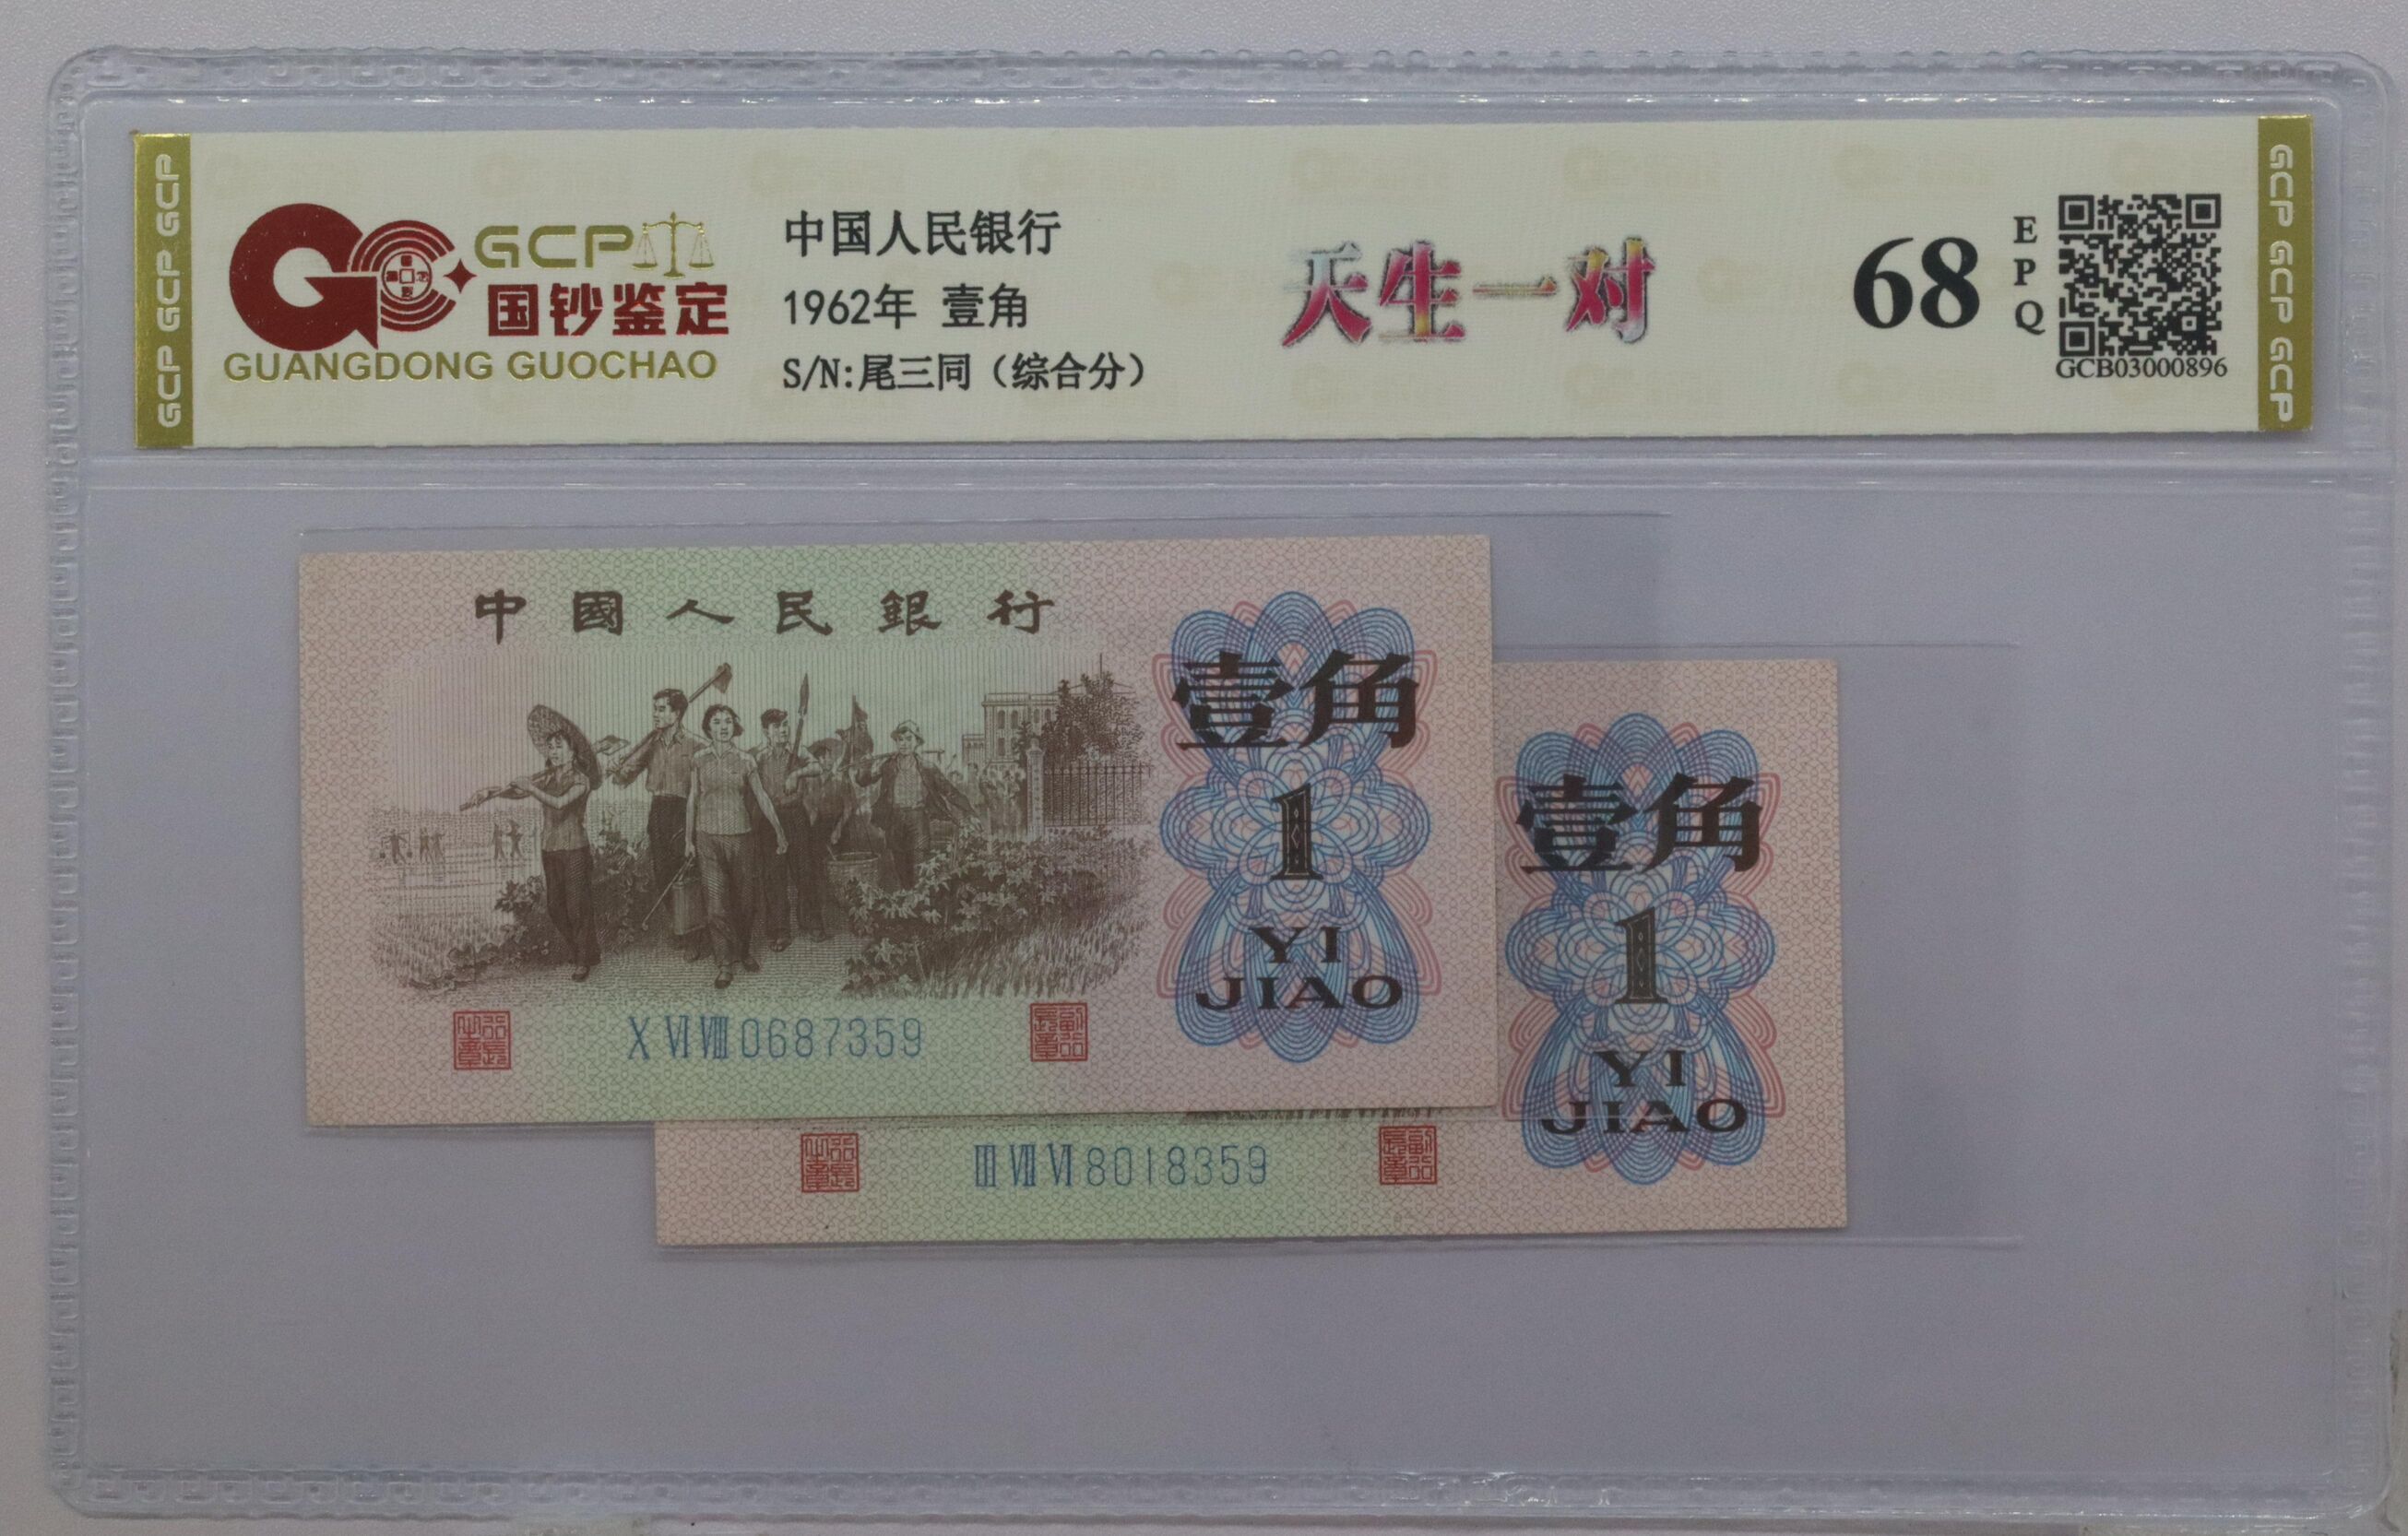 GCP GCP GCP
GCP
国钞鉴定
GUANGDONG GUOCHAO
中国人民银行
1962年 壹角
S/N:尾三同（综合分）
天生一对
68
EPQ
GCB03000896
GCP GCP GCP
中國人民銀行
壹角
1
YI
JIAO
X VI VIII 0687359
壹角
1
YI
JIAO
III VII VI 8018359